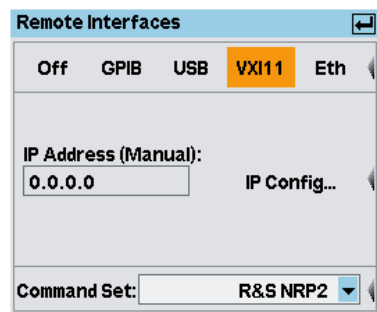 Remote Interfaces
Off GPIB USB VXI11 Eth
IP Address (Manual):
0.0.0.0 IP Config...
Command Set: R&S NRP2